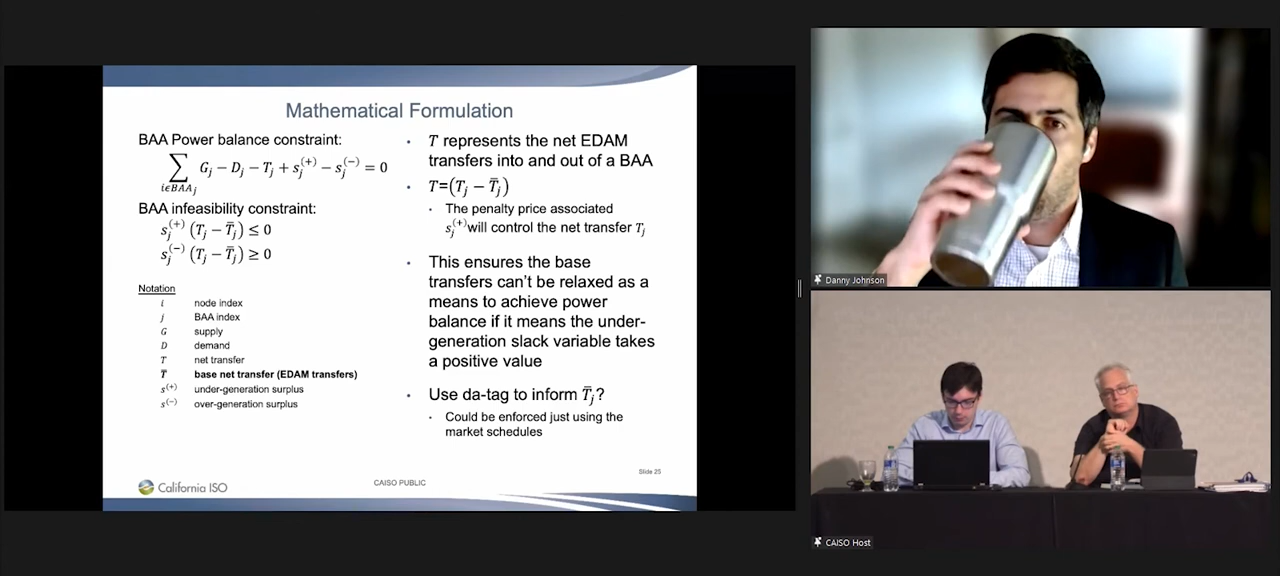 Mathematical Formulation
BAA Power balance constraint:
∑ G_j − D_j − T_j + s_j^(+) − s_j^(−) = 0
iϵBAA_j
BAA infeasibility constraint:
s_j^(+) (T_j − T̄_j) ≤ 0
s_j^(−) (T_j − T̄_j) ≥ 0
Notation
i node index
j BAA index
G supply
D demand
T net transfer
T̄ base net transfer (EDAM transfers)
s^(+) under-generation surplus
s^(−) over-generation surplus
• T represents the net EDAM
transfers into and out of a BAA
• T=(T_j − T̄_j)
• The penalty price associated
s_j^(+) will control the net transfer T_j
• This ensures the base
transfers can't be relaxed as a
means to achieve power
balance if it means the under-
generation slack variable takes
a positive value
• Use da-tag to inform T̄_j?
• Could be enforced just using the
market schedules
Slide 25
California ISO
CAISO PUBLIC
Danny Johnson
CAISO Host